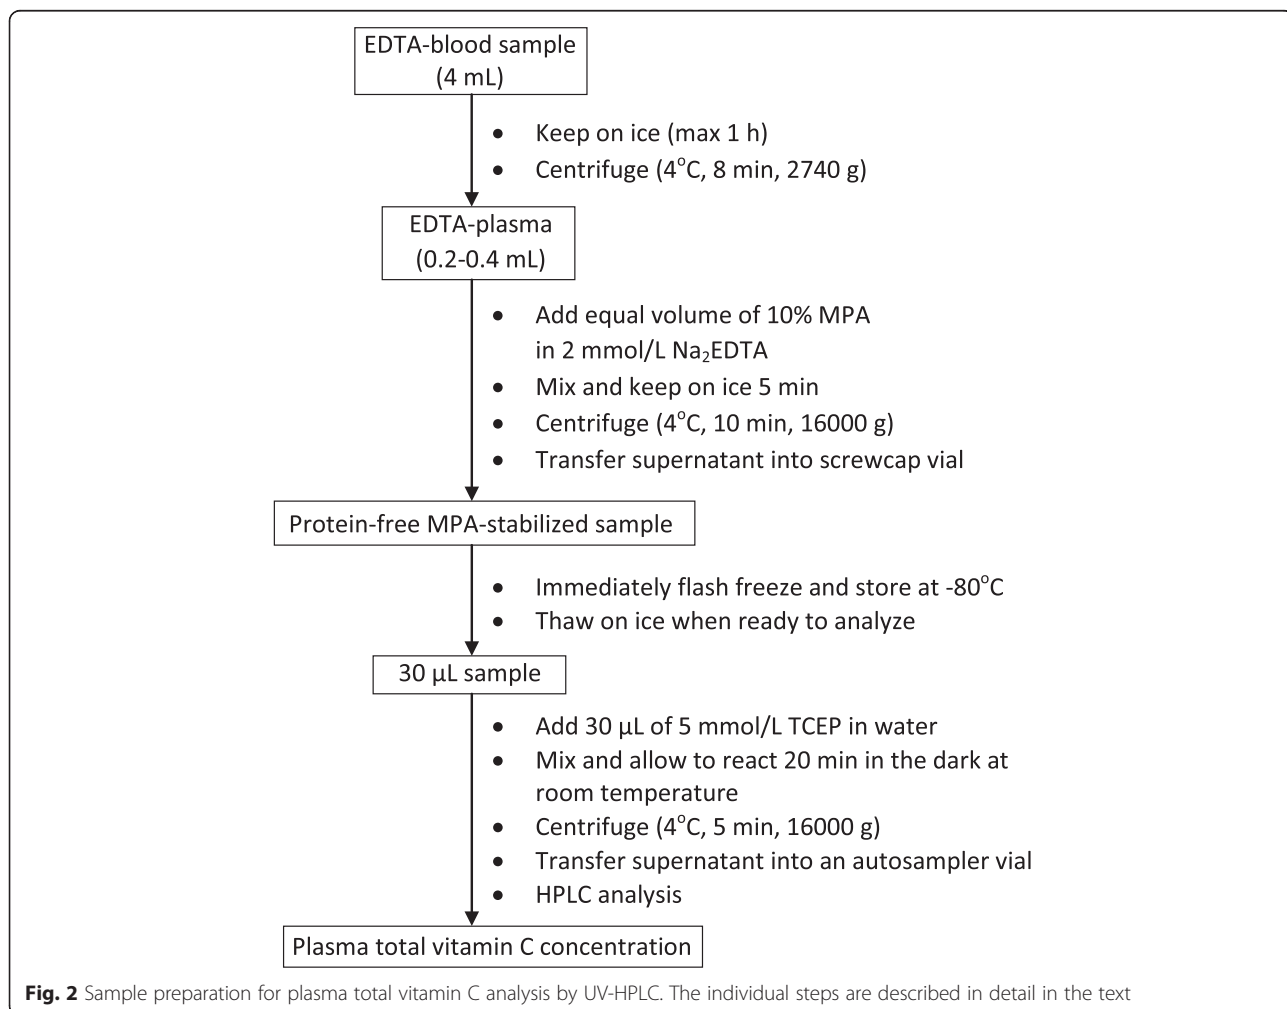 EDTA-blood sample
(4 mL)
• Keep on ice (max 1 h)
• Centrifuge (4°C, 8 min, 2740 g)
EDTA-plasma
(0.2-0.4 mL)
• Add equal volume of 10% MPA
in 2 mmol/L Na₂EDTA
• Mix and keep on ice 5 min
• Centrifuge (4°C, 10 min, 16000 g)
• Transfer supernatant into screwcap vial
Protein-free MPA-stabilized sample
• Immediately flash freeze and store at -80°C
• Thaw on ice when ready to analyze
30 µL sample
• Add 30 µL of 5 mmol/L TCEP in water
• Mix and allow to react 20 min in the dark at
room temperature
• Centrifuge (4°C, 5 min, 16000 g)
• Transfer supernatant into an autosampler vial
• HPLC analysis
Plasma total vitamin C concentration
Fig. 2 Sample preparation for plasma total vitamin C analysis by UV-HPLC. The individual steps are described in detail in the text